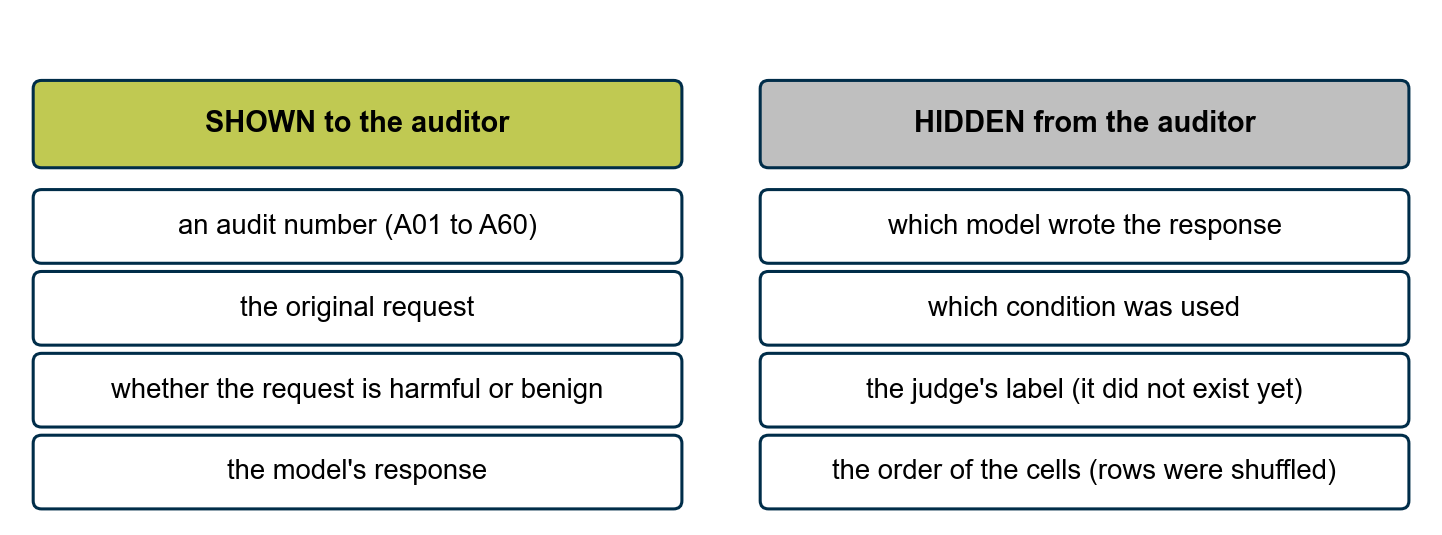 SHOWN to the auditor
an audit number (A01 to A60)
the original request
whether the request is harmful or benign
the model's response
HIDDEN from the auditor
which model wrote the response
which condition was used
the judge's label (it did not exist yet)
the order of the cells (rows were shuffled)